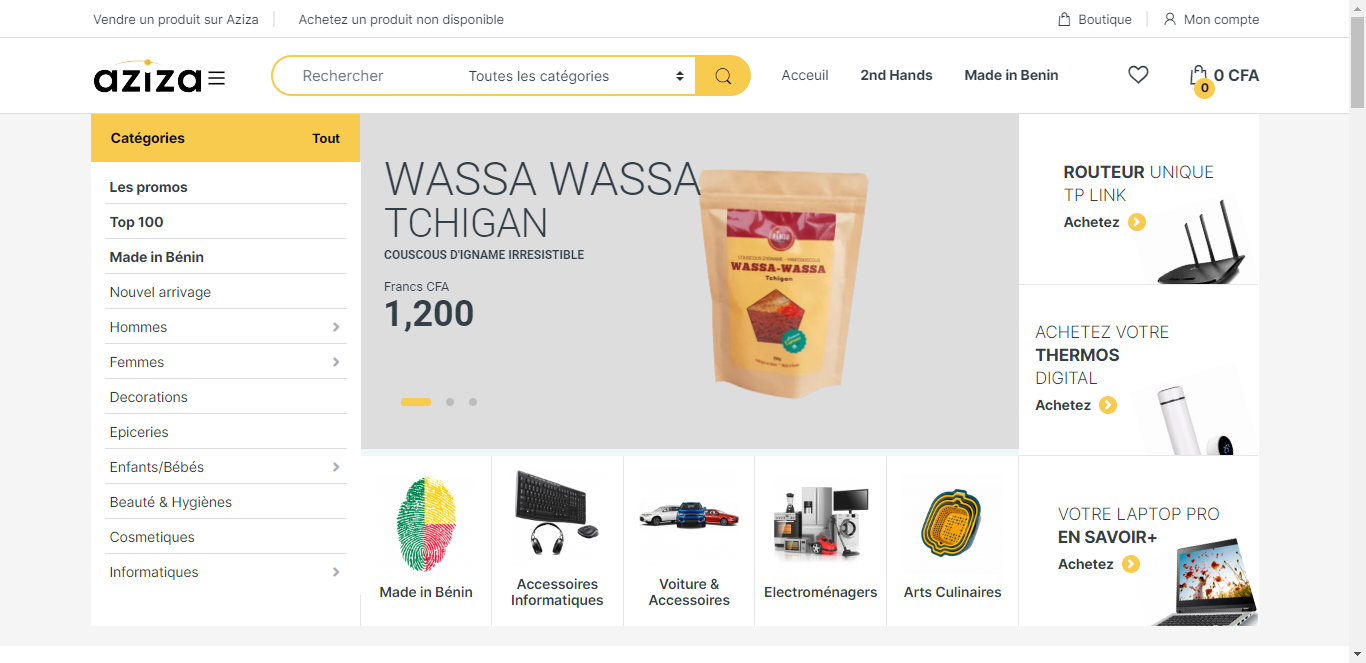 Vendre un produit sur Aziza
Achetez un produit non disponible
Boutique
Mon compte
aziza
Rechercher
Toutes les catégories
Acceuil
2nd Hands
Made in Benin
0
0 CFA
Catégories
Tout
Les promos
Top 100
Made in Bénin
Nouvel arrivage
Hommes
Femmes
Decorations
Epiceries
Enfants/Bébés
Beauté & Hygiènes
Cosmetiques
Informatiques
WASSA WASSA
TCHIGAN
COUSCOUS D'IGNAME IRRESISTIBLE
Francs CFA
1,200
WASSA-WASSA
Tchigan
ROUTEUR UNIQUE
TP LINK
Achetez
ACHETEZ VOTRE
THERMOS
DIGITAL
Achetez
VOTRE LAPTOP PRO
EN SAVOIR+
Achetez
Made in Bénin
Accessoires
Informatiques
Voiture &
Accessoires
Electroménagers
Arts Culinaires